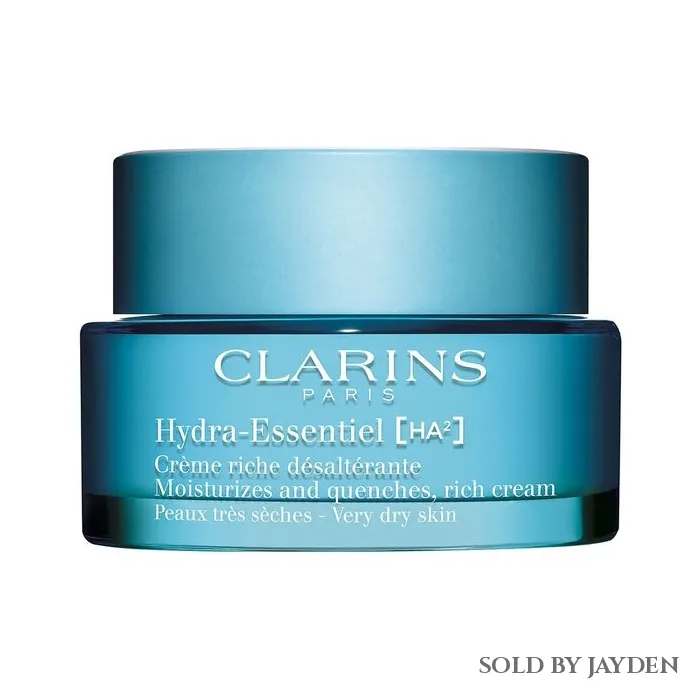 CLARINS
PARIS
Hydra-Essentiel [HA²]
Crème riche désaltérante
Moisturizes and quenches, rich cream
Peaux très sèches - Very dry skin
SOLD BY JAYDEN